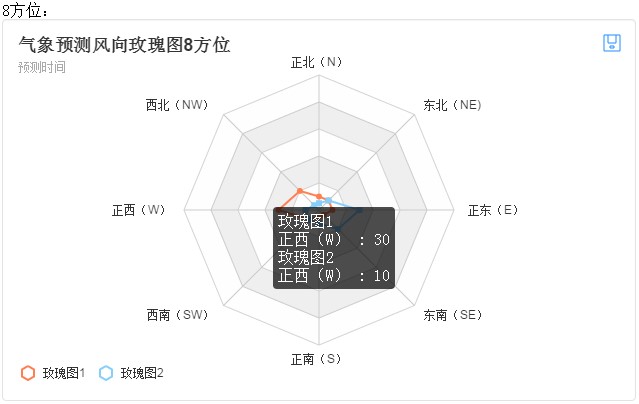 8方位：
气象预测风向玫瑰图8方位
预测时间
正北（N）
西北（NW）
东北（NE）
正西（W）
正东（E）
玫瑰图1
正西（W） : 30
玫瑰图2
正西（W） : 10
西南（SW）
东南（SE）
正南（S）
玫瑰图1
玫瑰图2